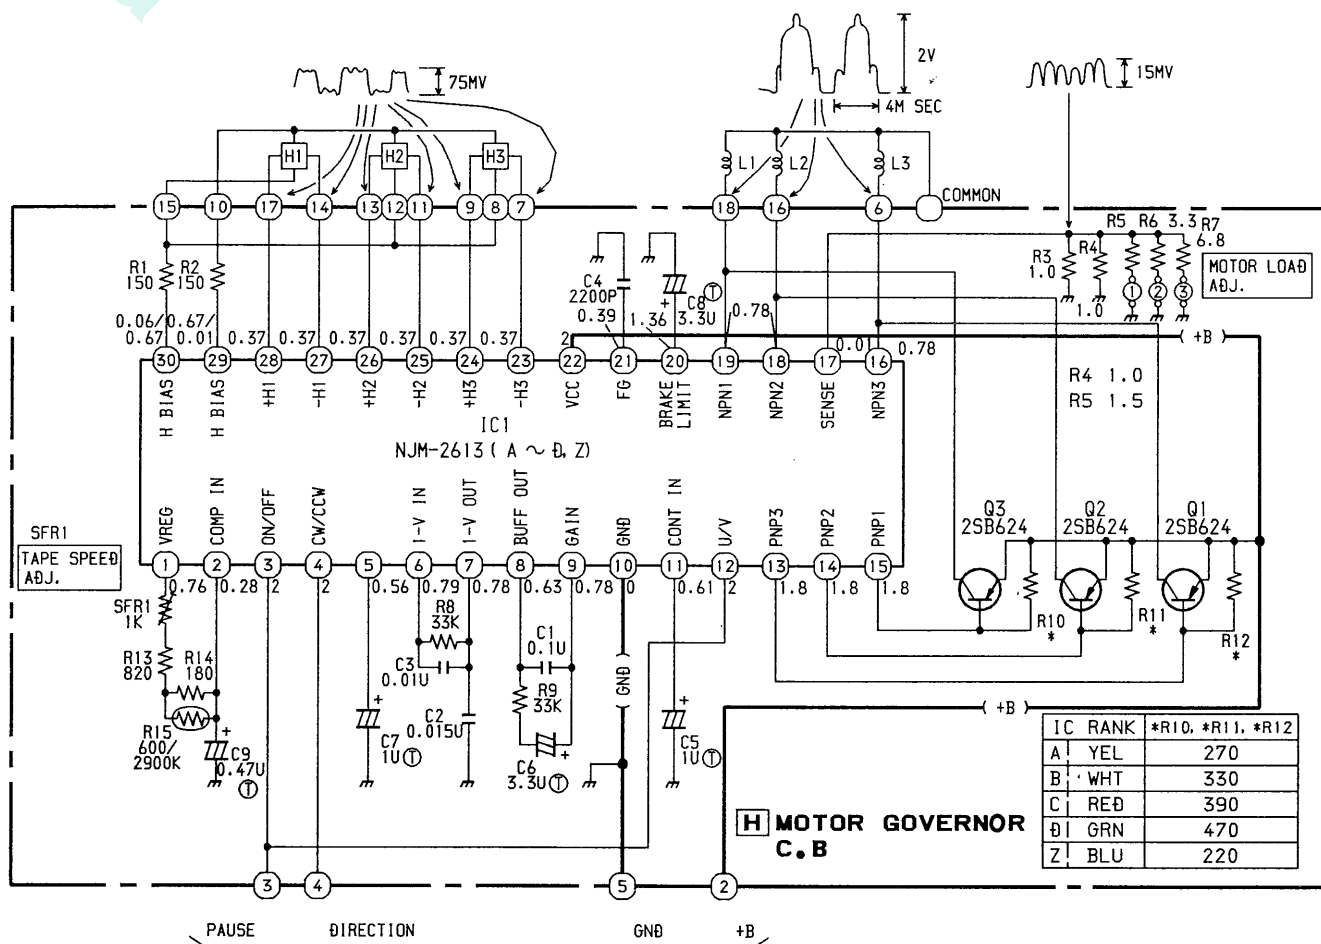 75MV
2V
4M SEC
15MV
H1
H2
H3
L1
L2
L3
15
10
17
14
13
12
11
9
8
7
18
16
6
COMMON
R1
150
R2
150
C4
2200P
C8 T
3.3U
R3
1.0
R4
1.0
R5
R6
3.3
R7
6.8
1
2
3
MOTOR LOAD
ADJ.
0.06/
0.67
0.67/
0.01
0.37
0.37
0.37
0.37
0.37
0.37
2
0.39
1.36
0.78
0.0
0.78
+B
30
29
28
27
26
25
24
23
22
21
20
19
18
17
16
H BIAS
H BIAS
+H1
-H1
+H2
-H2
+H3
-H3
VCC
FG
BRAKE
LIMIT
NPN1
NPN2
SENSE
NPN3
R4 1.0
R5 1.5
IC1
NJM-2613 ( A ~ D, Z)
VREG
COMP IN
ON/OFF
CW/CCW
1-V IN
1-V OUT
BUFF OUT
GAIN
GND
CONT IN
U/V
PNP3
PNP2
PNP1
SFR1
TAPE SPEED
ADJ.
1
2
3
4
5
6
7
8
9
10
11
12
13
14
15
0.76
0.28
2
2
0.56
0.79
0.78
0.63
0.78
0
0.61
2
1.8
1.8
1.8
Q3
2SB624
Q2
2SB624
Q1
2SB624
R10
*
R11
*
R12
*
SFR1
1K
R13
820
R14
180
R15
600/
2900K
C9
0.47U
T
C7
1U T
R8
33K
C3
0.01U
C2
0.015U
C1
0.1U
R9
33K
C6
3.3U T
GND
C5
1U T
+B
IC RANK *R10, *R11, *R12
A YEL 270
B WHT 330
C RED 390
D GRN 470
Z BLU 220
H MOTOR GOVERNOR
C.B
3
4
5
2
PAUSE
DIRECTION
GND
+B